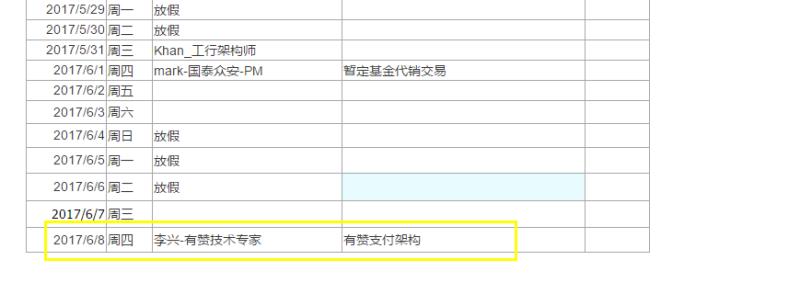 2017/5/29 周一 放假
2017/5/30 周二 放假
2017/5/31 周三 Khan_工行架构师
2017/6/1 周四 mark-国泰众安-PM 暂定基金代销交易
2017/6/2 周五
2017/6/3 周六
2017/6/4 周日 放假
2017/6/5 周一 放假
2017/6/6 周二 放假
2017/6/7 周三
2017/6/8 周四 李兴-有赞技术专家 有赞支付架构